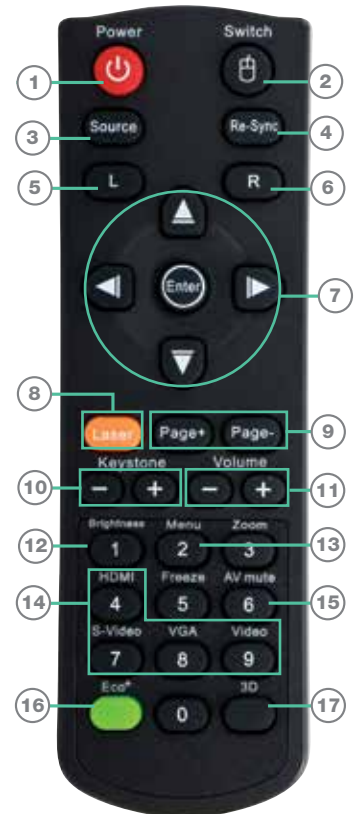 Power Switch
1 2
Source Re-Sync
3 4
L R
5 6
Enter
7
8
Laser Page+ Page-
9
Keystone Volume
10 - + - + 11
Brightness Menu Zoom
12 1 2 3 13
HDMI Freeze AV mute
14 4 5 6 15
S-Video VGA Video
7 8 9
Eco+ 3D
16 0 17